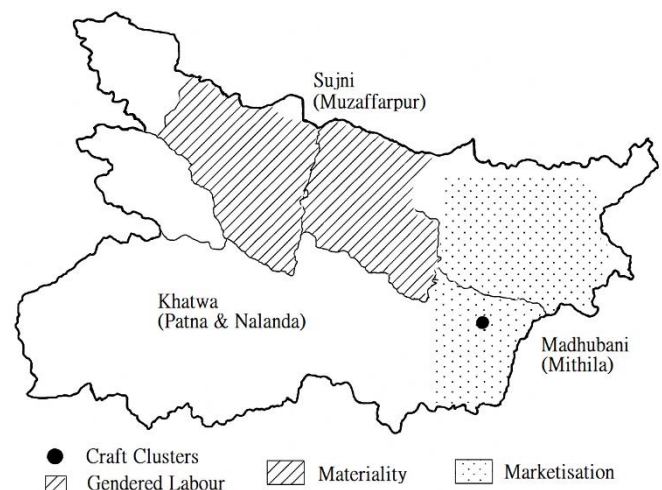 Sujni
(Muzaffarpur)
Khatwa
(Patna & Nalanda)
Madhubani
(Mithila)
Craft Clusters
Gendered Labour
Materiality
Marketisation